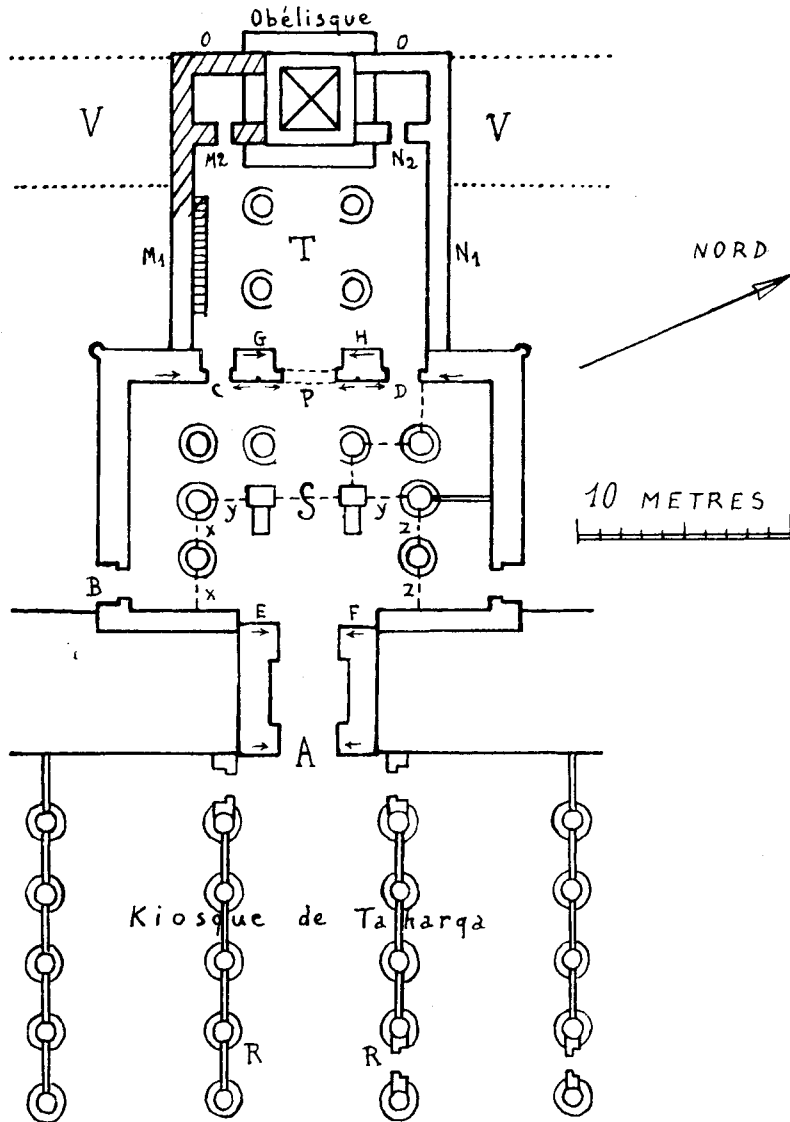 Obélisque
O O
V V
M2 N2
M1 T N1
NORD
G H
C P D
10 METRES
y S y
x z
B x z
E F
A
Kiosque de Taharqa
R R